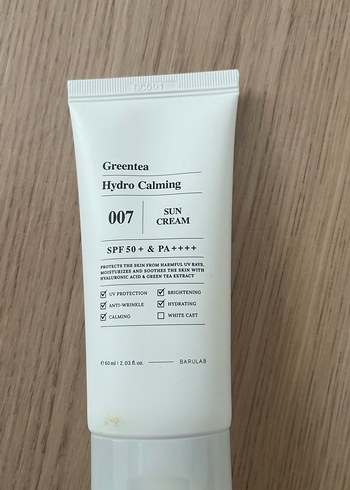 Greentea
Hydro Calming
007 SUN
CREAM
SPF50+ & PA++++
PROTECTS THE SKIN FROM HARMFUL UV RAYS,
MOISTURIZES AND SOOTHES THE SKIN WITH
HYALURONIC ACID & GREEN TEA EXTRACT
UV PROTECTION BRIGHTENING
ANTI-WRINKLE HYDRATING
CALMING WHITE CAST
℮ 60 ml | 2.03 fl. oz. BARULAB